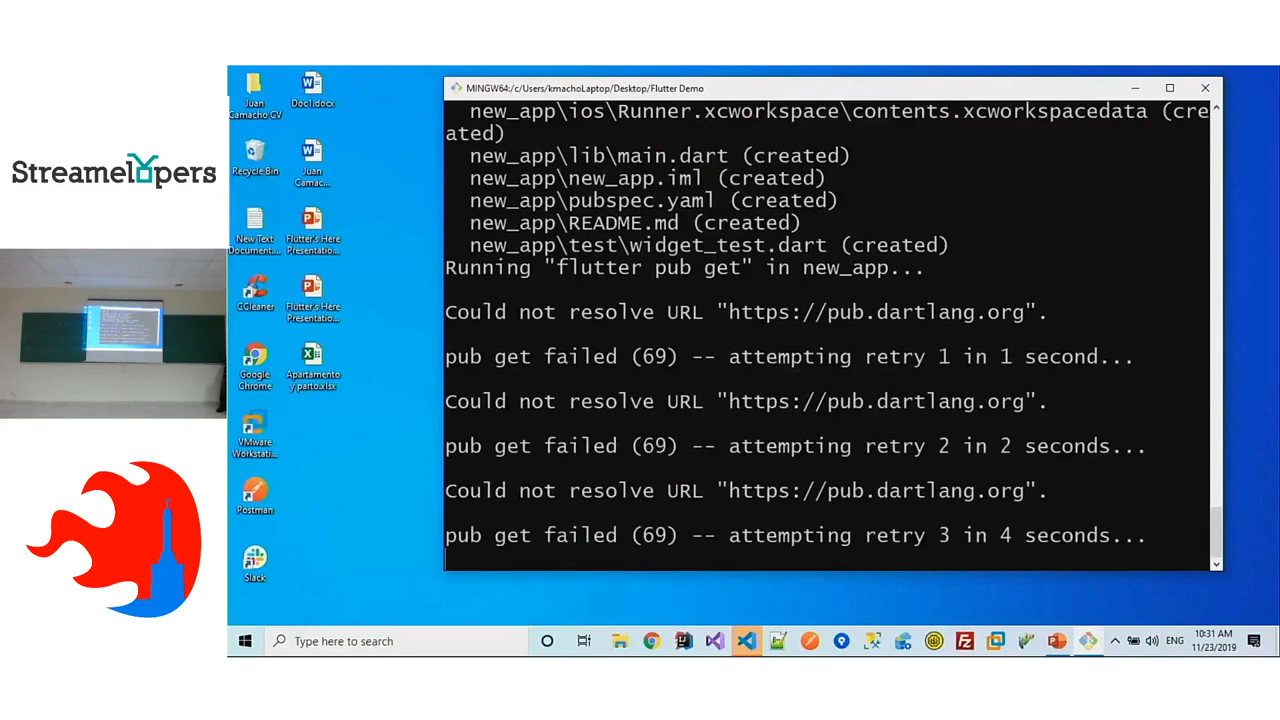 Streamelopers
Juan
Camacho CV
Doc1.docx
Recycle Bin
Juan
Camac...
New Text
Document...
Flutter's Here
Presentatio...
CCleaner
Flutter's Here
Presentatio...
Google
Chrome
Apartamento
y parto.xlsx
VMware
Workstati...
Postman
Slack
MINGW64:/c/Users/kmachoLaptop/Desktop/Flutter Demo
new_app\ios\Runner.xcworkspace\contents.xcworkspacedata (cre
ated)
new_app\lib\main.dart (created)
new_app\new_app.iml (created)
new_app\pubspec.yaml (created)
new_app\README.md (created)
new_app\test\widget_test.dart (created)
Running "flutter pub get" in new_app...
Could not resolve URL "https://pub.dartlang.org".
pub get failed (69) -- attempting retry 1 in 1 second...
Could not resolve URL "https://pub.dartlang.org".
pub get failed (69) -- attempting retry 2 in 2 seconds...
Could not resolve URL "https://pub.dartlang.org".
pub get failed (69) -- attempting retry 3 in 4 seconds...
Type here to search
ENG
10:31 AM
11/23/2019